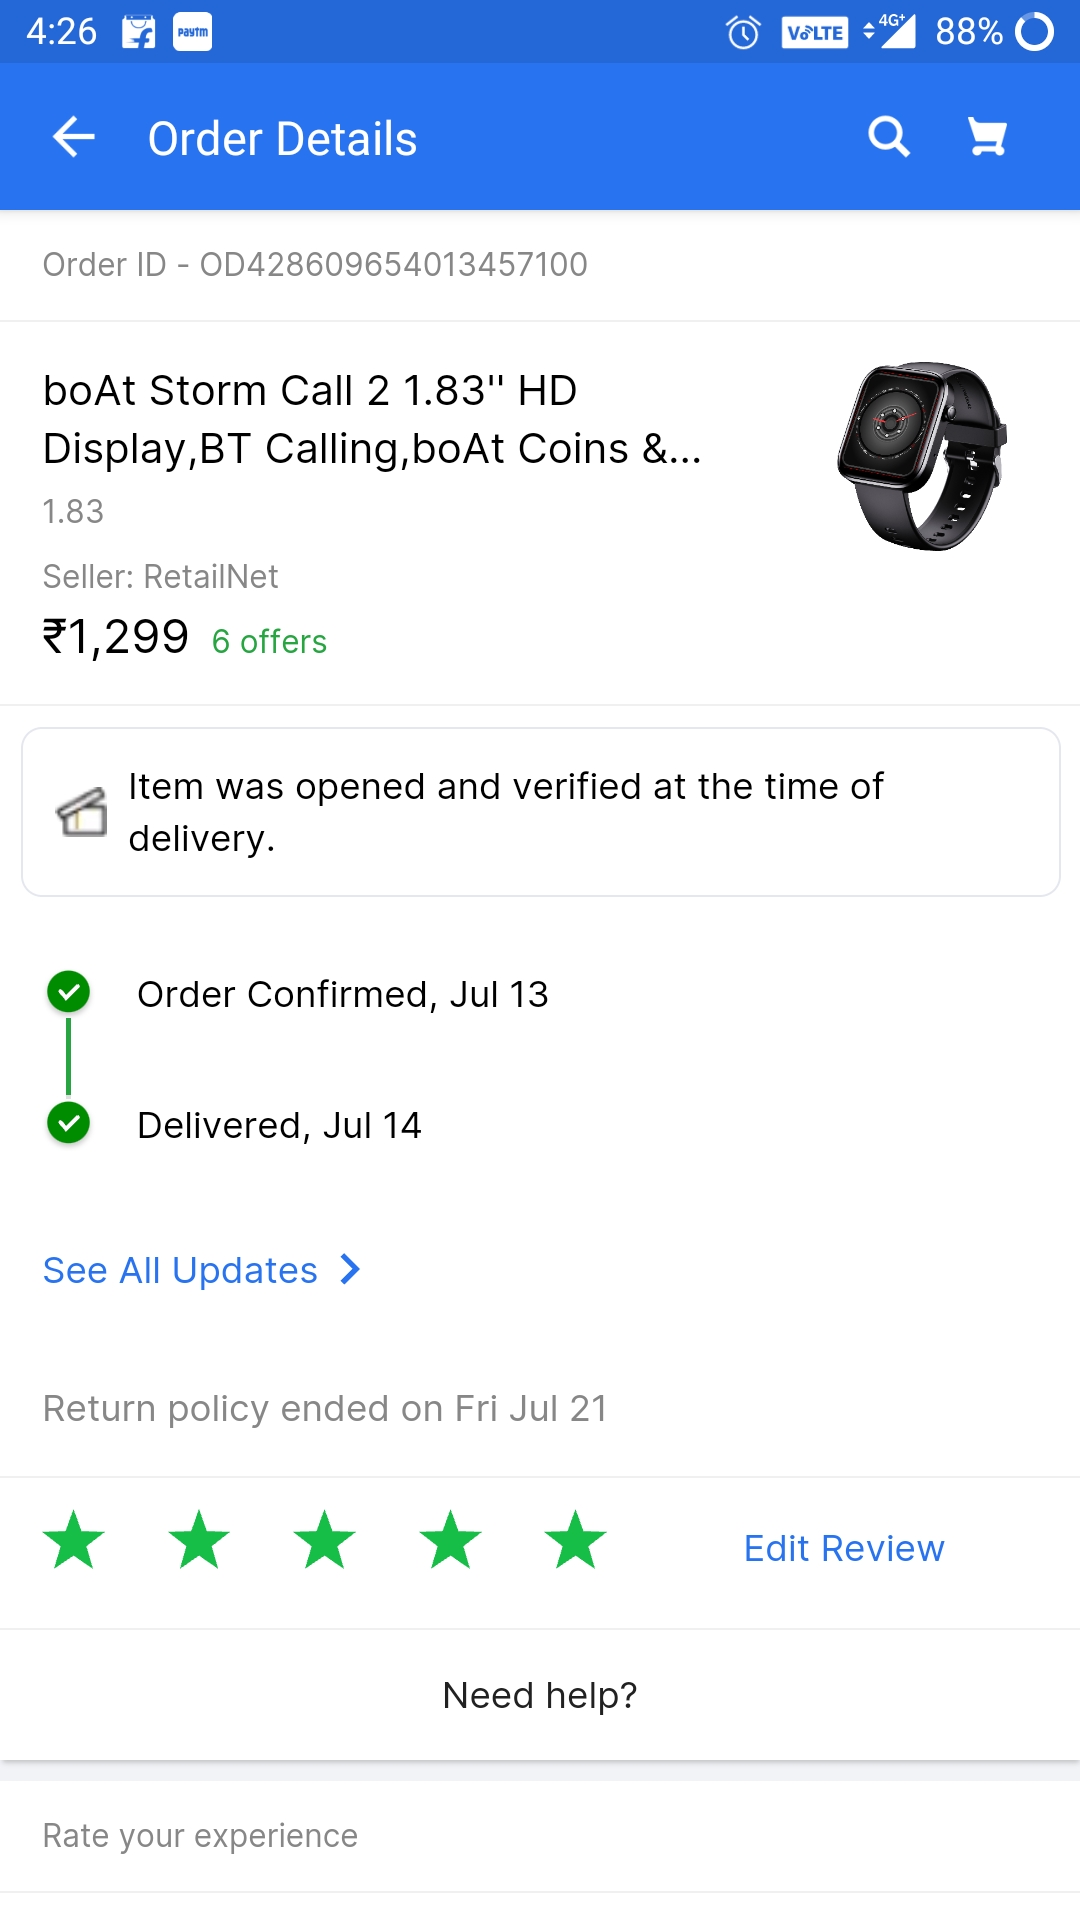 4:26 Paytm VoLTE 4G+ 88%
Order Details
Order ID - OD428609654013457100
boAt Storm Call 2 1.83'' HD
Display,BT Calling,boAt Coins &...
1.83
Seller: RetailNet
₹1,299 6 offers
Item was opened and verified at the time of
delivery.
Order Confirmed, Jul 13
Delivered, Jul 14
See All Updates
Return policy ended on Fri Jul 21
Edit Review
Need help?
Rate your experience